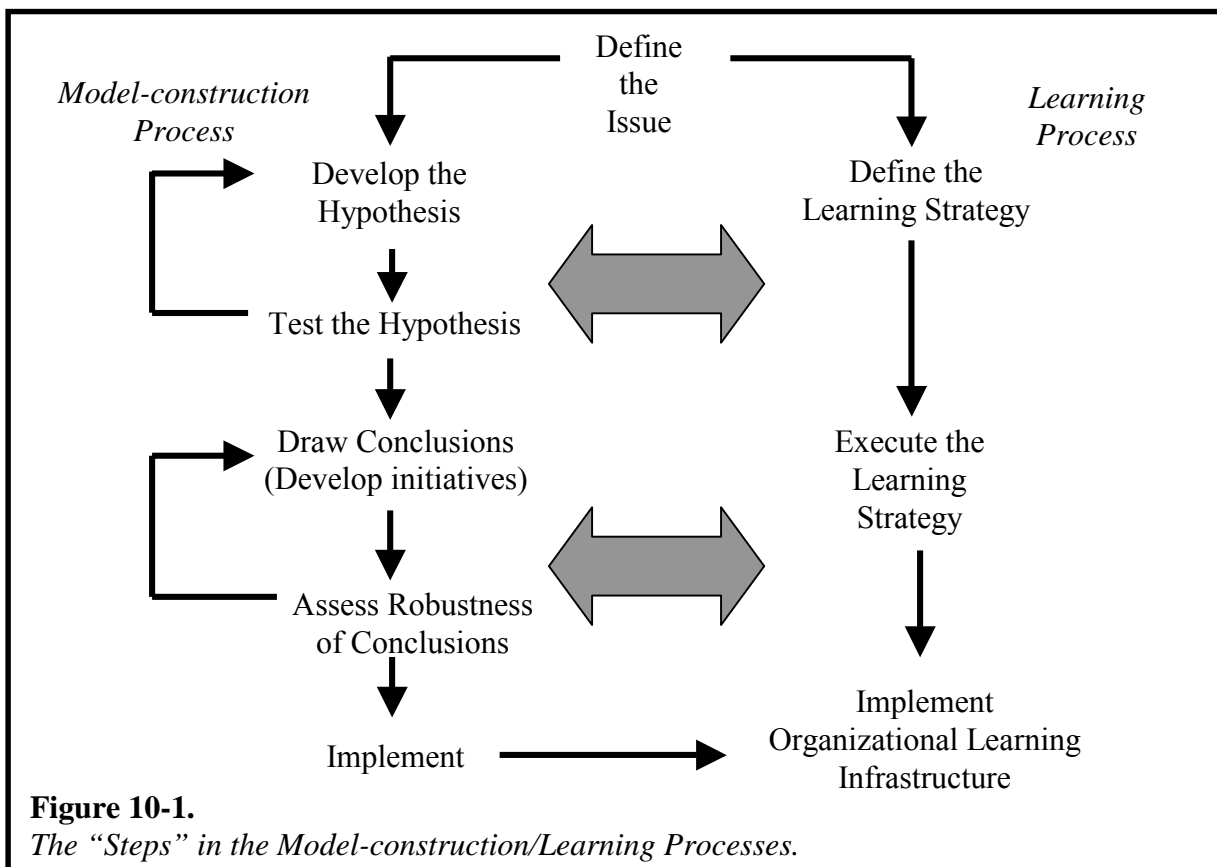 Define
the
Issue
Model-construction
Process
Learning
Process
Develop the
Hypothesis
Define the
Learning Strategy
Test the Hypothesis
Draw Conclusions
(Develop initiatives)
Execute the
Learning
Strategy
Assess Robustness
of Conclusions
Implement
Implement
Organizational Learning
Infrastructure
Figure 10-1.
The “Steps” in the Model-construction/Learning Processes.